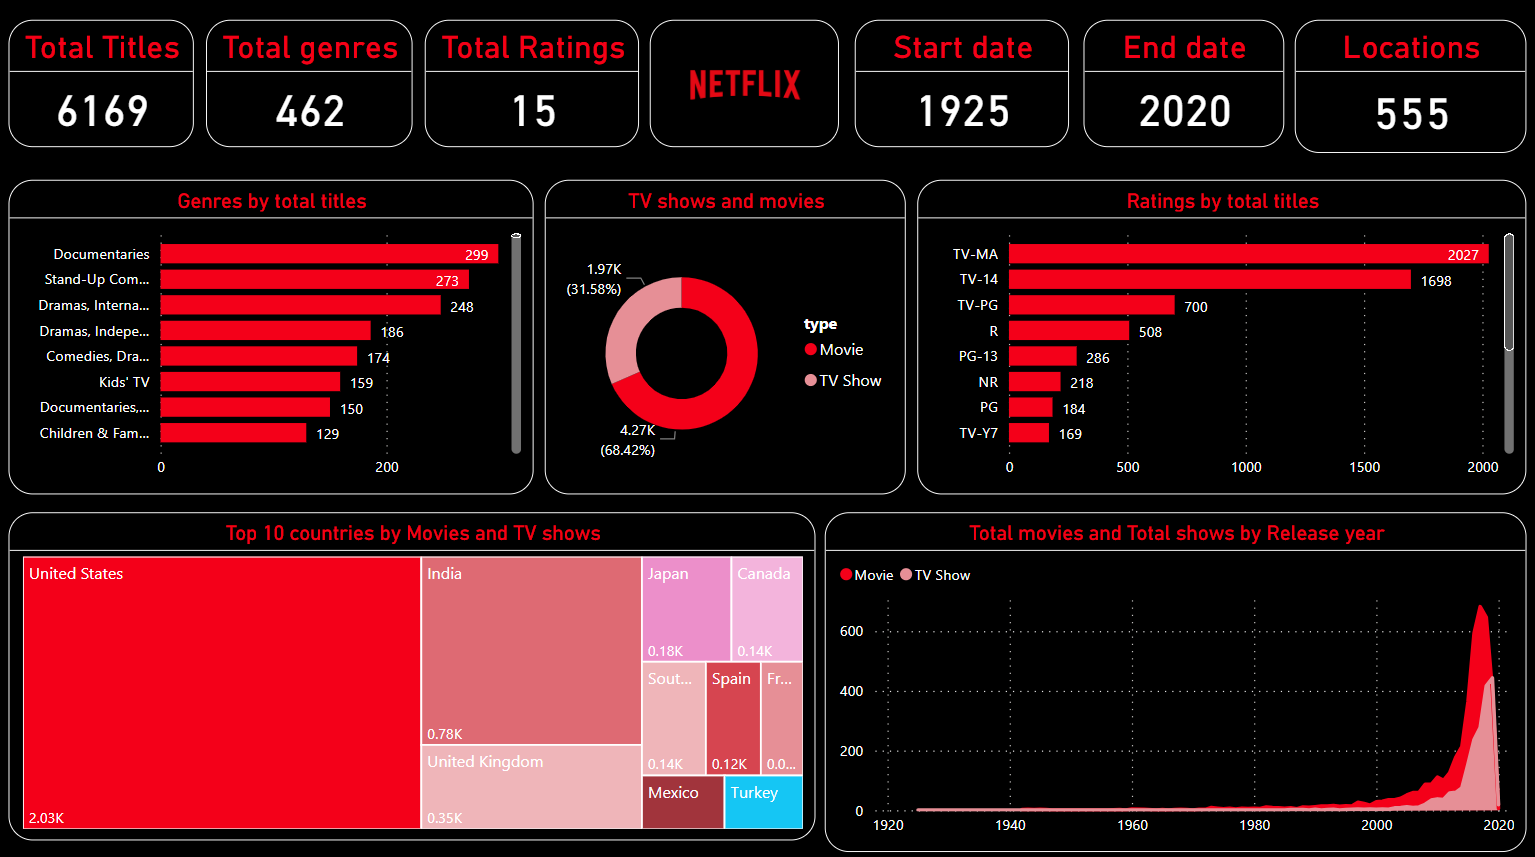 Total Titles
6169
Total genres
462
Total Ratings
15
NETFLIX
Start date
1925
End date
2020
Locations
555
Genres by total titles
Documentaries
299
Stand-Up Com...
273
Dramas, Interna...
248
Dramas, Indepe...
186
Comedies, Dra...
174
Kids' TV
159
Documentaries,...
150
Children & Fam...
129
0
200
TV shows and movies
1.97K
(31.58%)
4.27K
(68.42%)
type
Movie
TV Show
Ratings by total titles
TV-MA
2027
TV-14
1698
TV-PG
700
R
508
PG-13
286
NR
218
PG
184
TV-Y7
169
0
500
1000
1500
2000
Top 10 countries by Movies and TV shows
United States
2.03K
India
0.78K
United Kingdom
0.35K
Japan
0.18K
Canada
0.14K
Sout...
0.14K
Spain
0.12K
Fr...
0.0...
Mexico
Turkey
Total movies and Total shows by Release year
Movie
TV Show
600
400
200
0
1920
1940
1960
1980
2000
2020